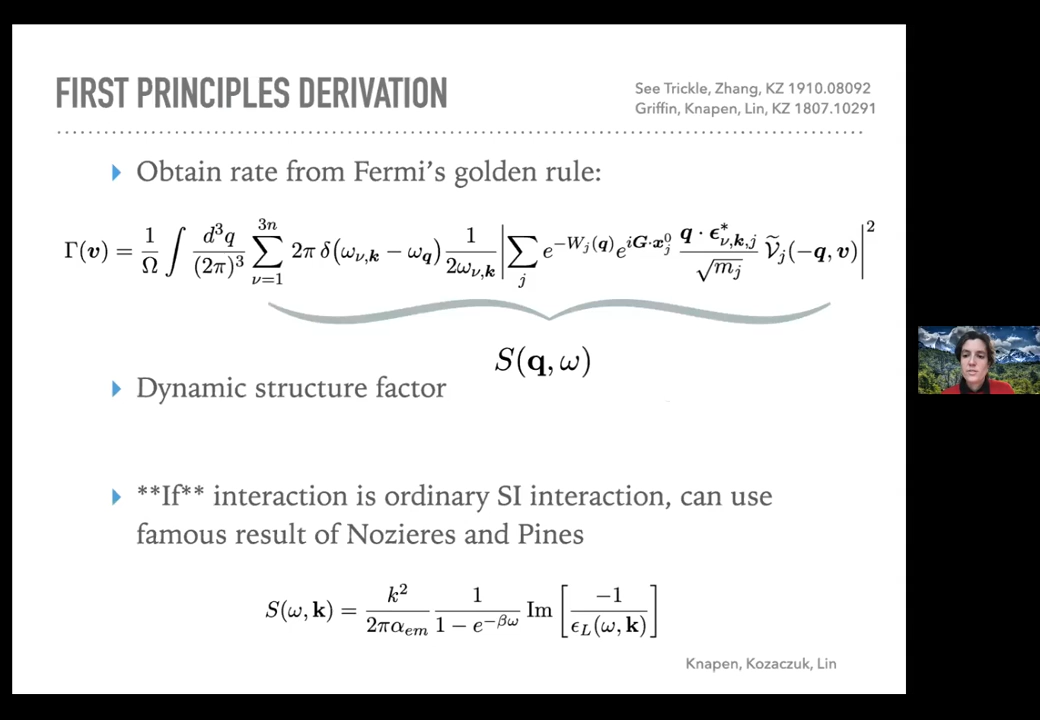 FIRST PRINCIPLES DERIVATION
See Trickle, Zhang, KZ 1910.08092
Griffin, Knapen, Lin, KZ 1807.10291
Obtain rate from Fermi's golden rule:
Γ(v) = 1/Ω ∫ d³q/(2π)³ ∑_{ν=1}^{3n} 2π δ(ω_{ν,k} − ω_q) 1/(2ω_{ν,k}) |∑_j e^{−W_j(q)} e^{iG·x_j^0} (q · ϵ*_{ν,k,j})/√m_j Ṽ_j(−q, v)|²
S(q, ω)
Dynamic structure factor
**If** interaction is ordinary SI interaction, can use
famous result of Nozieres and Pines
S(ω, k) = k²/(2πα_{em}) 1/(1 − e^{−βω}) Im [−1/ϵ_L(ω, k)]
Knapen, Kozaczuk, Lin